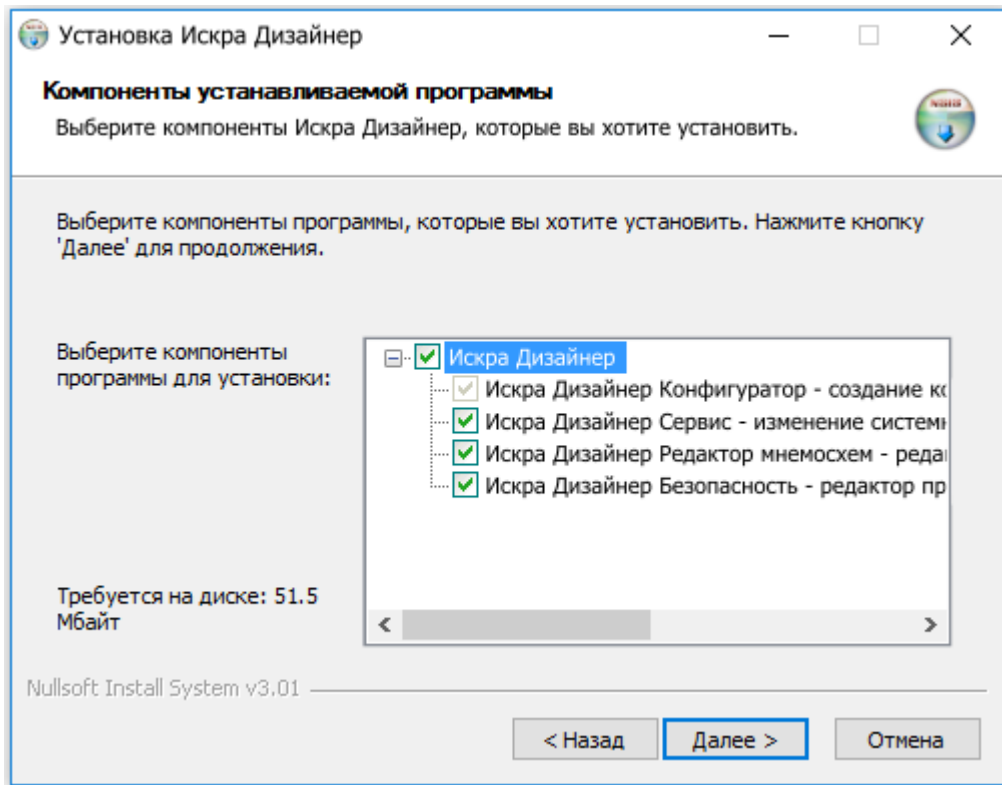 Установка Искра Дизайнер
Компоненты устанавливаемой программы
Выберите компоненты Искра Дизайнер, которые вы хотите установить.
Выберите компоненты программы, которые вы хотите установить. Нажмите кнопку
'Далее' для продолжения.
Выберите компоненты
программы для установки:
Искра Дизайнер
Искра Дизайнер Конфигуратор - создание
Искра Дизайнер Сервис - изменение
Искра Дизайнер Редактор мнемосхем -
Искра Дизайнер Безопасность - редактор пр
Требуется на диске: 51.5
Мбайт
Nullsoft Install System v3.01
< Назад
Далее >
Отмена